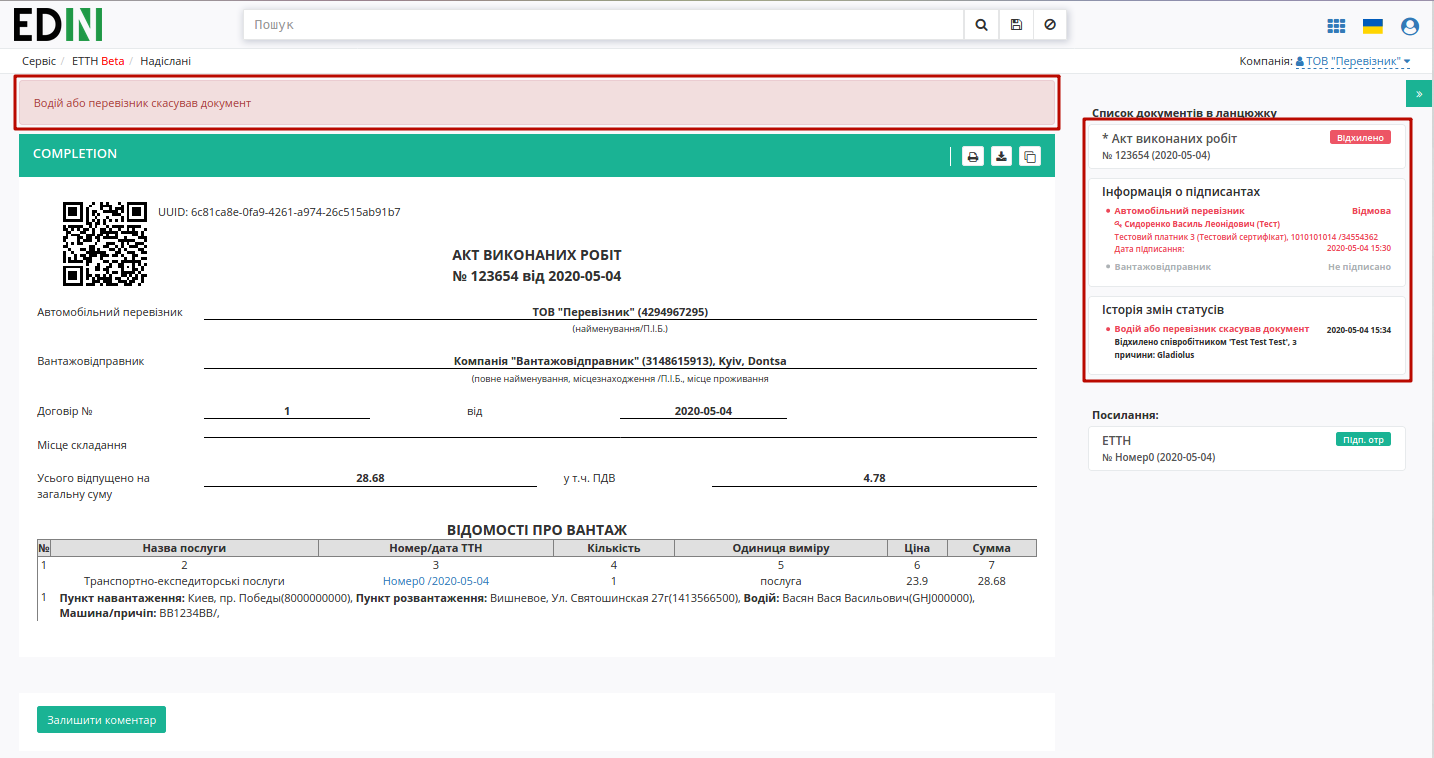 EDIN
Пошук
Сервіс / ЕТТН Beta / Надіслані
Компанія: ТОВ "Перевізник"
Водій або перевізник скасував документ
»
COMPLETION
UUID: 6c81ca8e-0fa9-4261-a974-26c515ab91b7
АКТ ВИКОНАНИХ РОБІТ
№ 123654 від 2020-05-04
Автомобільний перевізник
ТОВ "Перевізник" (4294967295)
(найменування/П.І.Б.)
Вантажовідправник
Компанія "Вантажовідправник" (3148615913), Kyiv, Dontsa
(повне найменування, місцезнаходження /П.І.Б., місце проживання
Договір № 1 від 2020-05-04
Місце складання
Усього відпущено на загальну суму 28.68 у т.ч. ПДВ 4.78
ВІДОМОСТІ ПРО ВАНТАЖ
№ Назва послуги Номер/дата ТТН Кількість Одиниця виміру Ціна Сумма
1 2 3 4 5 6 7
Транспортно-експедиторські послуги Номер0 /2020-05-04 1 послуга 23.9 28.68
1 Пункт навантаження: Киев, пр. Победы(8000000000), Пункт розвантаження: Вишневое, Ул. Святошинская 27г(1413566500), Водій: Васян Вася Васильович(GHJ000000),
Машина/причіп: BB1234BB/,
Залишити коментар
Список документів в ланцюжку
* Акт виконаних робіт Відхилено
№ 123654 (2020-05-04)
Інформація о підписантах
Автомобільний перевізник Відмова
Сидоренко Василь Леонідович (Тест)
Тестовий платник 3 (Тестовий сертифікат), 1010101014 /34554362
Дата підписання: 2020-05-04 15:30
Вантажовідправник Не підписано
Історія змін статусів
Водій або перевізник скасував документ 2020-05-04 15:34
Відхилено співробітником 'Test Test Test', з
причини: Gladiolus
Посилання:
ЕТТН Підп. отр
№ Номер0 (2020-05-04)